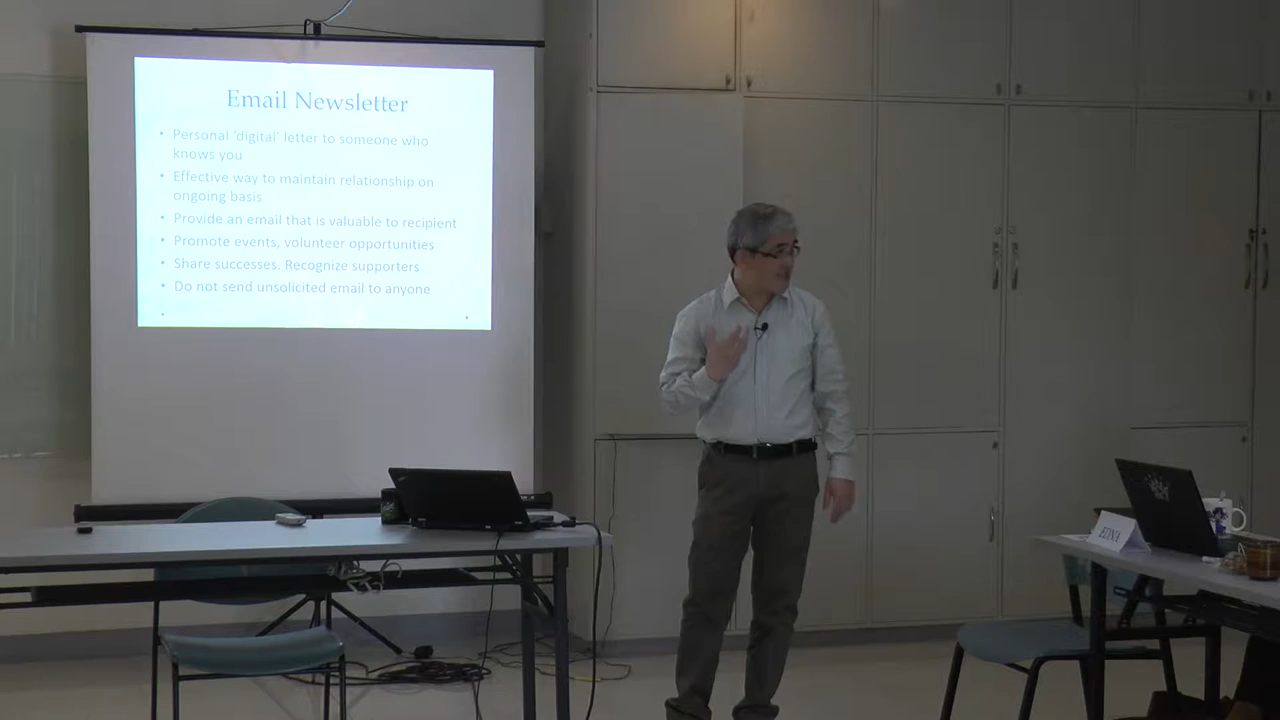 Email Newsletter
• Personal 'digital' letter to someone who
knows you
• Effective way to maintain relationship on
ongoing basis
• Provide an email that is valuable to recipient
• Promote events, volunteer opportunities
• Share successes. Recognize supporters
• Do not send unsolicited email to anyone
EDNA